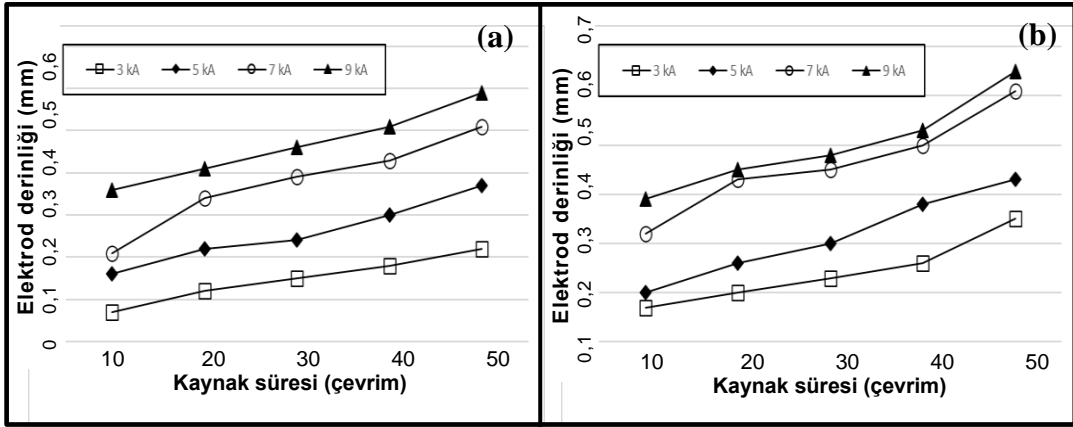 (a)
Elektrod derinliği (mm)
0,6
0,5
0,4
0,3
0,2
0,1
0
3 kA 5 kA 7 kA 9 kA
10 20 30 40 50
Kaynak süresi (çevrim)
(b)
Elektrod derinliği (mm)
0,7
0,6
0,5
0,4
0,3
0,2
0,1
3 kA 5 kA 7 kA 9 kA
10 20 30 40 50
Kaynak süresi (çevrim)